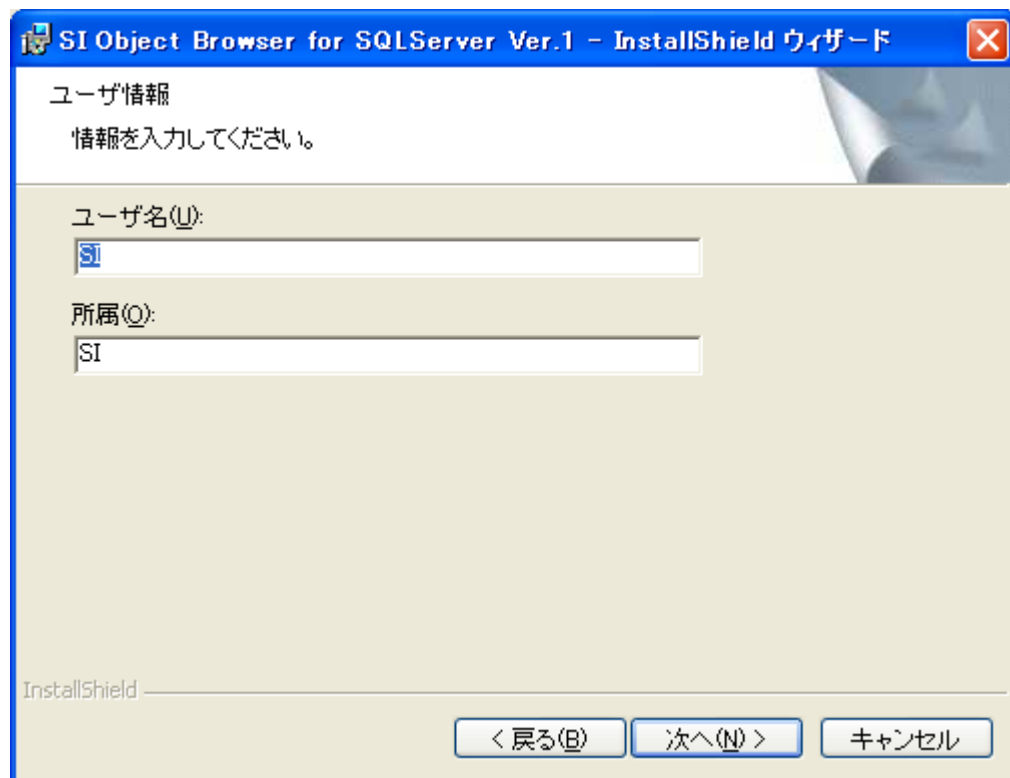 SI Object Browser for SQLServer Ver.1 - InstallShield ウィザード
ユーザ情報
情報を入力してください。
ユーザ名(U):
SI
所属(O):
SI
InstallShield
< 戻る(B)
次へ(N) >
キャンセル